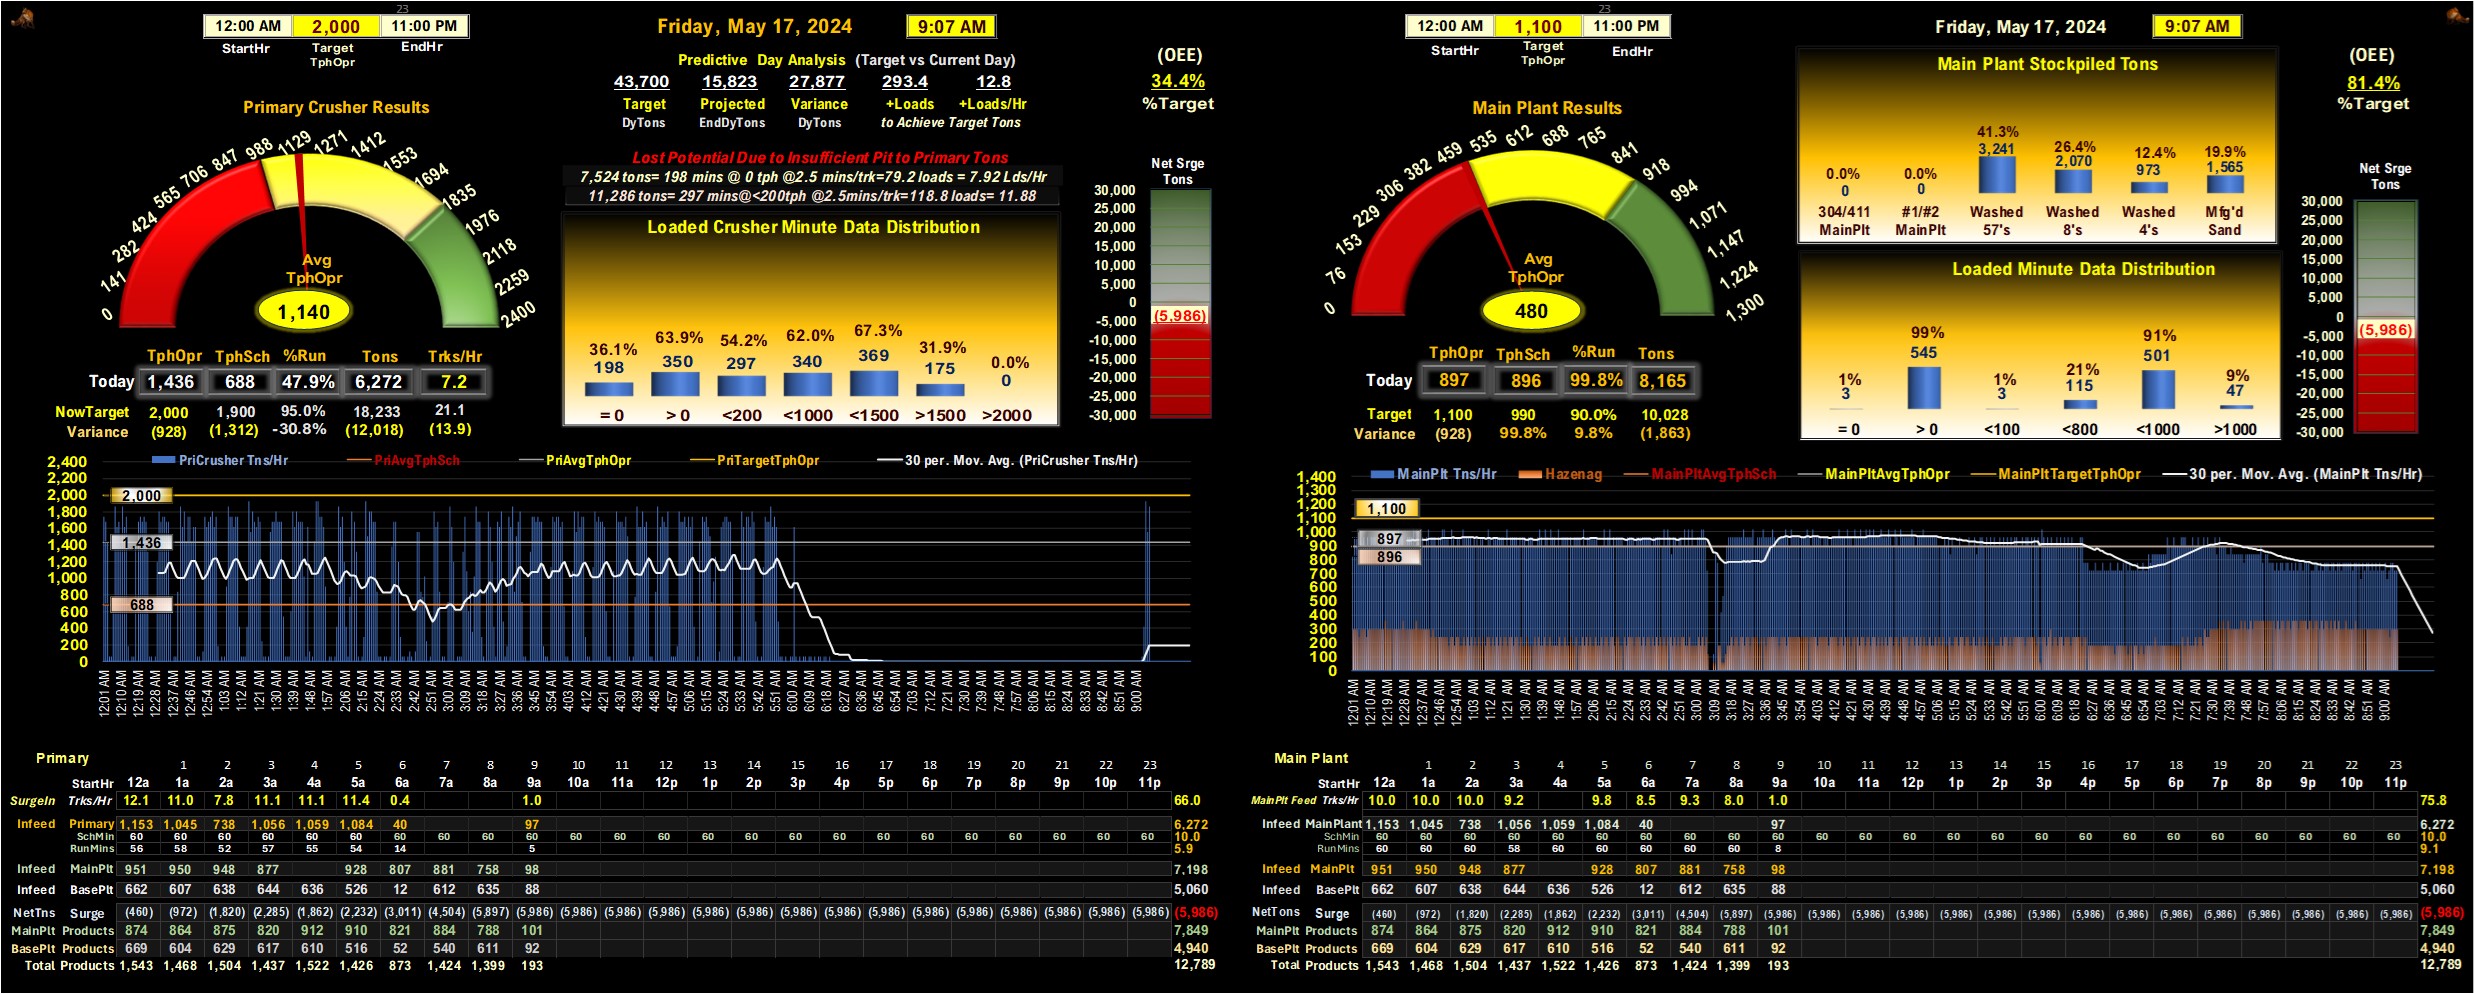 23
12:00 AM 2,000 11:00 PM
StartHr Target TphOpr EndHr
Friday, May 17, 2024 9:07 AM
Predictive Day Analysis (Target vs Current Day)
43,700 15,823 27,877 293.4 12.8
Target Projected Variance +Loads +Loads/Hr
DyTons EndDyTons DyTons to Achieve Target Tons
(OEE)
34.4%
%Target
Primary Crusher Results
0 141 282 424 565 706 847 988 1129 1271 1412 1553 1694 1835 1976 2118 2259 2400
Avg
TphOpr
1,140
Lost Potential Due to Insufficient Pit to Primary Tons
7,524 tons= 198 mins @ 0 tph @2.5 mins/trk=79.2 loads = 7.92 Lds/Hr
11,286 tons= 297 mins@<200tph @2.5mins/trk=118.8 loads= 11.88
Loaded Crusher Minute Data Distribution
36.1% 63.9% 54.2% 62.0% 67.3% 31.9% 0.0%
198 350 297 340 369 175 0
=0 >0 <200 <1000 <1500 >1500 >2000
Net Srge
Tons
30,000
25,000
20,000
15,000
10,000
5,000
0
-5,000
(5,986)
-10,000
-15,000
-20,000
-25,000
-30,000
TphOpr TphSch %Run Tons Trks/Hr
Today 1,436 688 47.9% 6,272 7.2
NowTarget 2,000 1,900 95.0% 18,233 21.1
Variance (928) (1,312) -30.8% (12,018) (13.9)
PriCrusher Tns/Hr PriAvgTphSch PriAvgTphOpr PriTargetTphOpr 30 per. Mov. Avg. (PriCrusher Tns/Hr)
2,400
2,200
2,000
1,800
1,600
1,400
1,200
1,000
800
600
400
200
0
2,000
1,436
688
12:01 AM 12:10 AM 12:19 AM 12:28 AM 12:37 AM 12:46 AM 12:54 AM 1:03 AM 1:12 AM 1:21 AM 1:30 AM 1:39 AM 1:48 AM 1:57 AM 2:06 AM 2:15 AM 2:24 AM 2:33 AM 2:42 AM 2:51 AM 3:00 AM 3:09 AM 3:18 AM 3:27 AM 3:36 AM 3:45 AM 3:54 AM 4:03 AM 4:12 AM 4:21 AM 4:30 AM 4:39 AM 4:48 AM 4:57 AM 5:06 AM 5:15 AM 5:24 AM 5:33 AM 5:42 AM 5:51 AM 6:00 AM 6:09 AM 6:18 AM 6:27 AM 6:36 AM 6:45 AM 6:54 AM 7:03 AM 7:12 AM 7:21 AM 7:30 AM 7:39 AM 7:48 AM 7:57 AM 8:06 AM 8:15 AM 8:24 AM 8:33 AM 8:42 AM 8:51 AM 9:00 AM
Primary
1 2 3 4 5 6 7 8 9 10 11 12 13 14 15 16 17 18 19 20 21 22 23
StartHr 12a 1a 2a 3a 4a 5a 6a 7a 8a 9a 10a 11a 12p 1p 2p 3p 4p 5p 6p 7p 8p 9p 10p 11p
SurgeIn Trks/Hr 12.1 11.0 7.8 11.1 11.1 11.4 0.4 1.0 66.0
Infeed Primary 1,153 1,045 738 1,056 1,059 1,084 40 97 6,272
SchMin 60 60 60 60 60 60 60 60 60 60 60 60 60 60 60 60 60 60 60 60 60 60 10.0
RunMins 56 58 52 57 55 54 14 5 5.9
Infeed MainPlt 951 950 948 877 928 807 881 758 98 7,198
Infeed BasePlt 662 607 638 644 636 526 12 612 635 88 5,060
NetTns Surge (460) (972) (1,820) (2,285) (1,862) (2,232) (3,011) (4,504) (5,897) (5,986) (5,986) (5,986) (5,986) (5,986) (5,986) (5,986) (5,986) (5,986) (5,986) (5,986) (5,986) (5,986) (5,986) (5,986) (5,986)
MainPlt Products 874 864 875 820 912 910 821 884 788 101 7,849
BasePlt Products 669 604 629 617 610 516 52 540 611 92 4,940
Total Products 1,543 1,468 1,504 1,437 1,522 1,426 873 1,424 1,399 193 12,789
23
12:00 AM 1,100 11:00 PM
StartHr Target TphOpr EndHr
Friday, May 17, 2024 9:07 AM
(OEE)
81.4%
%Target
Main Plant Stockpiled Tons
0.0% 0.0% 41.3% 26.4% 12.4% 19.9%
0 0 3,241 2,070 973 1,565
304/411 #1/#2 Washed Washed Washed Mfg'd
MainPlt MainPlt 57's 8's 4's Sand
Main Plant Results
0 76 153 229 306 382 459 535 612 688 765 841 918 994 1,071 1,147 1,224 1,300
Avg
TphOpr
480
Loaded Minute Data Distribution
1% 99% 1% 21% 91% 9%
3 545 3 115 501 47
=0 >0 <100 <800 <1000 >1000
Net Srge
Tons
30,000
25,000
20,000
15,000
10,000
5,000
0
-5,000
(5,986)
-10,000
-15,000
-20,000
-25,000
-30,000
TphOpr TphSch %Run Tons
Today 897 896 99.8% 8,165
Target 1,100 990 90.0% 10,028
Variance (928) 99.8% 9.8% (1,863)
MainPlt Tns/Hr Hazenag MainPltAvgTphSch MainPltAvgTphOpr MainPltTargetTphOpr 30 per. Mov. Avg. (MainPlt Tns/Hr)
1,400
1,300
1,200
1,100
1,000
900
800
700
600
500
400
300
200
100
0
1,100
897
896
12:01 AM 12:10 AM 12:19 AM 12:28 AM 12:37 AM 12:46 AM 12:54 AM 1:03 AM 1:12 AM 1:21 AM 1:30 AM 1:39 AM 1:48 AM 1:57 AM 2:06 AM 2:15 AM 2:24 AM 2:33 AM 2:42 AM 2:51 AM 3:00 AM 3:09 AM 3:18 AM 3:27 AM 3:36 AM 3:45 AM 3:54 AM 4:03 AM 4:12 AM 4:21 AM 4:30 AM 4:39 AM 4:48 AM 4:57 AM 5:06 AM 5:15 AM 5:24 AM 5:33 AM 5:42 AM 5:51 AM 6:00 AM 6:09 AM 6:18 AM 6:27 AM 6:36 AM 6:45 AM 6:54 AM 7:03 AM 7:12 AM 7:21 AM 7:30 AM 7:39 AM 7:48 AM 7:57 AM 8:06 AM 8:15 AM 8:24 AM 8:33 AM 8:42 AM 8:51 AM 9:00 AM
Main Plant
1 2 3 4 5 6 7 8 9 10 11 12 13 14 15 16 17 18 19 20 21 22 23
StartHr 12a 1a 2a 3a 4a 5a 6a 7a 8a 9a 10a 11a 12p 1p 2p 3p 4p 5p 6p 7p 8p 9p 10p 11p
MainPlt Feed Trks/Hr 10.0 10.0 10.0 9.2 9.8 8.5 9.3 8.0 1.0 75.8
Infeed MainPlant 1,153 1,045 738 1,056 1,059 1,084 40 97 6,272
SchMin 60 60 60 60 60 60 60 60 60 60 60 60 60 60 60 60 60 60 60 60 60 60 60 60 10.0
RunMins 60 60 60 58 60 60 60 60 60 8 9.1
Infeed MainPlt 951 950 948 877 928 807 881 758 98 7,198
Infeed BasePlt 662 607 638 644 636 526 12 612 635 88 5,060
NetTons Surge (460) (972) (1,820) (2,285) (1,862) (2,232) (3,011) (4,504) (5,897) (5,986) (5,986) (5,986) (5,986) (5,986) (5,986) (5,986) (5,986) (5,986) (5,986) (5,986) (5,986) (5,986) (5,986) (5,986) (5,986)
MainPlt Products 874 864 875 820 912 910 821 884 788 101 7,849
BasePlt Products 669 604 629 617 610 516 52 540 611 92 4,940
Total Products 1,543 1,468 1,504 1,437 1,522 1,426 873 1,424 1,399 193 12,789